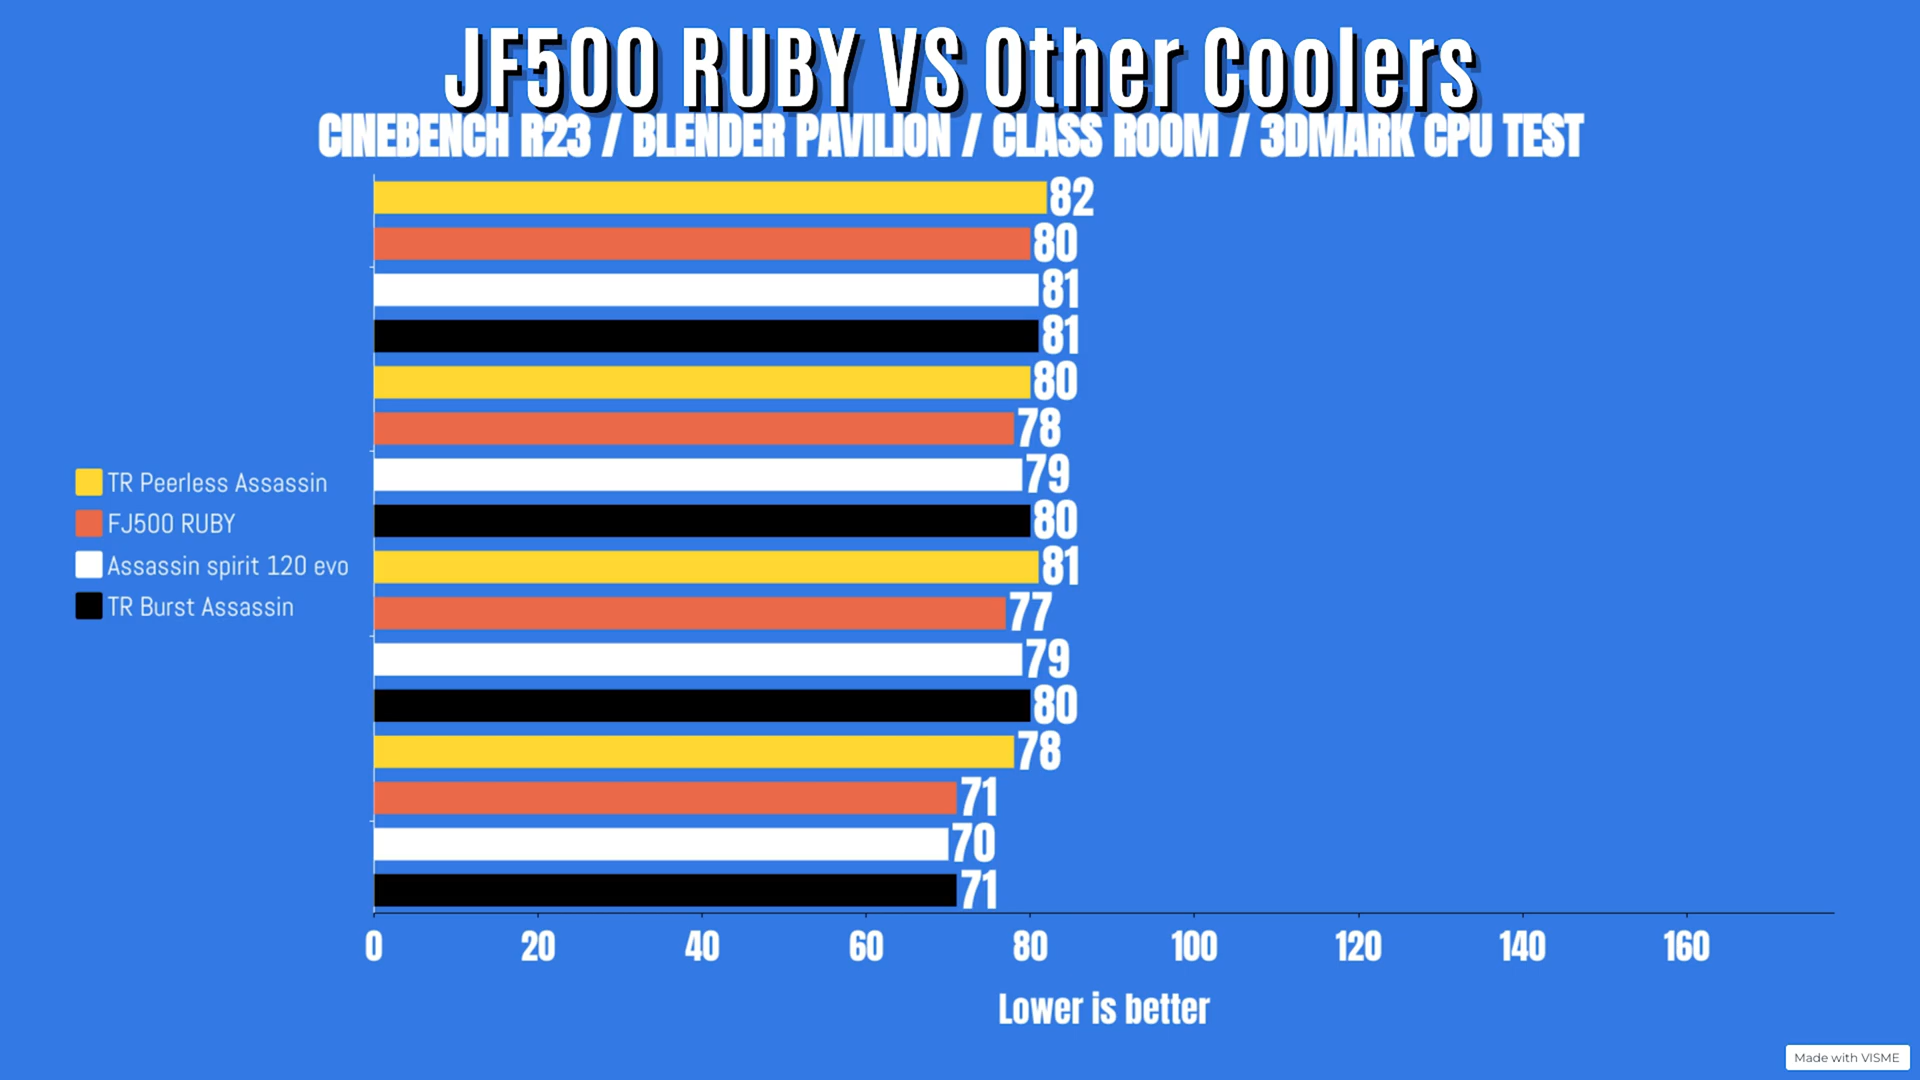 JF500 RUBY VS Other Coolers
CINEBENCH R23 / BLENDER PAVILION / CLASS ROOM / 3DMARK CPU TEST
82
80
81
81
80
78
79
80
81
77
79
80
78
71
70
71
TR Peerless Assassin
FJ500 RUBY
Assassin spirit 120 evo
TR Burst Assassin
0 20 40 60 80 100 120 140 160
Lower is better
Made with VISME